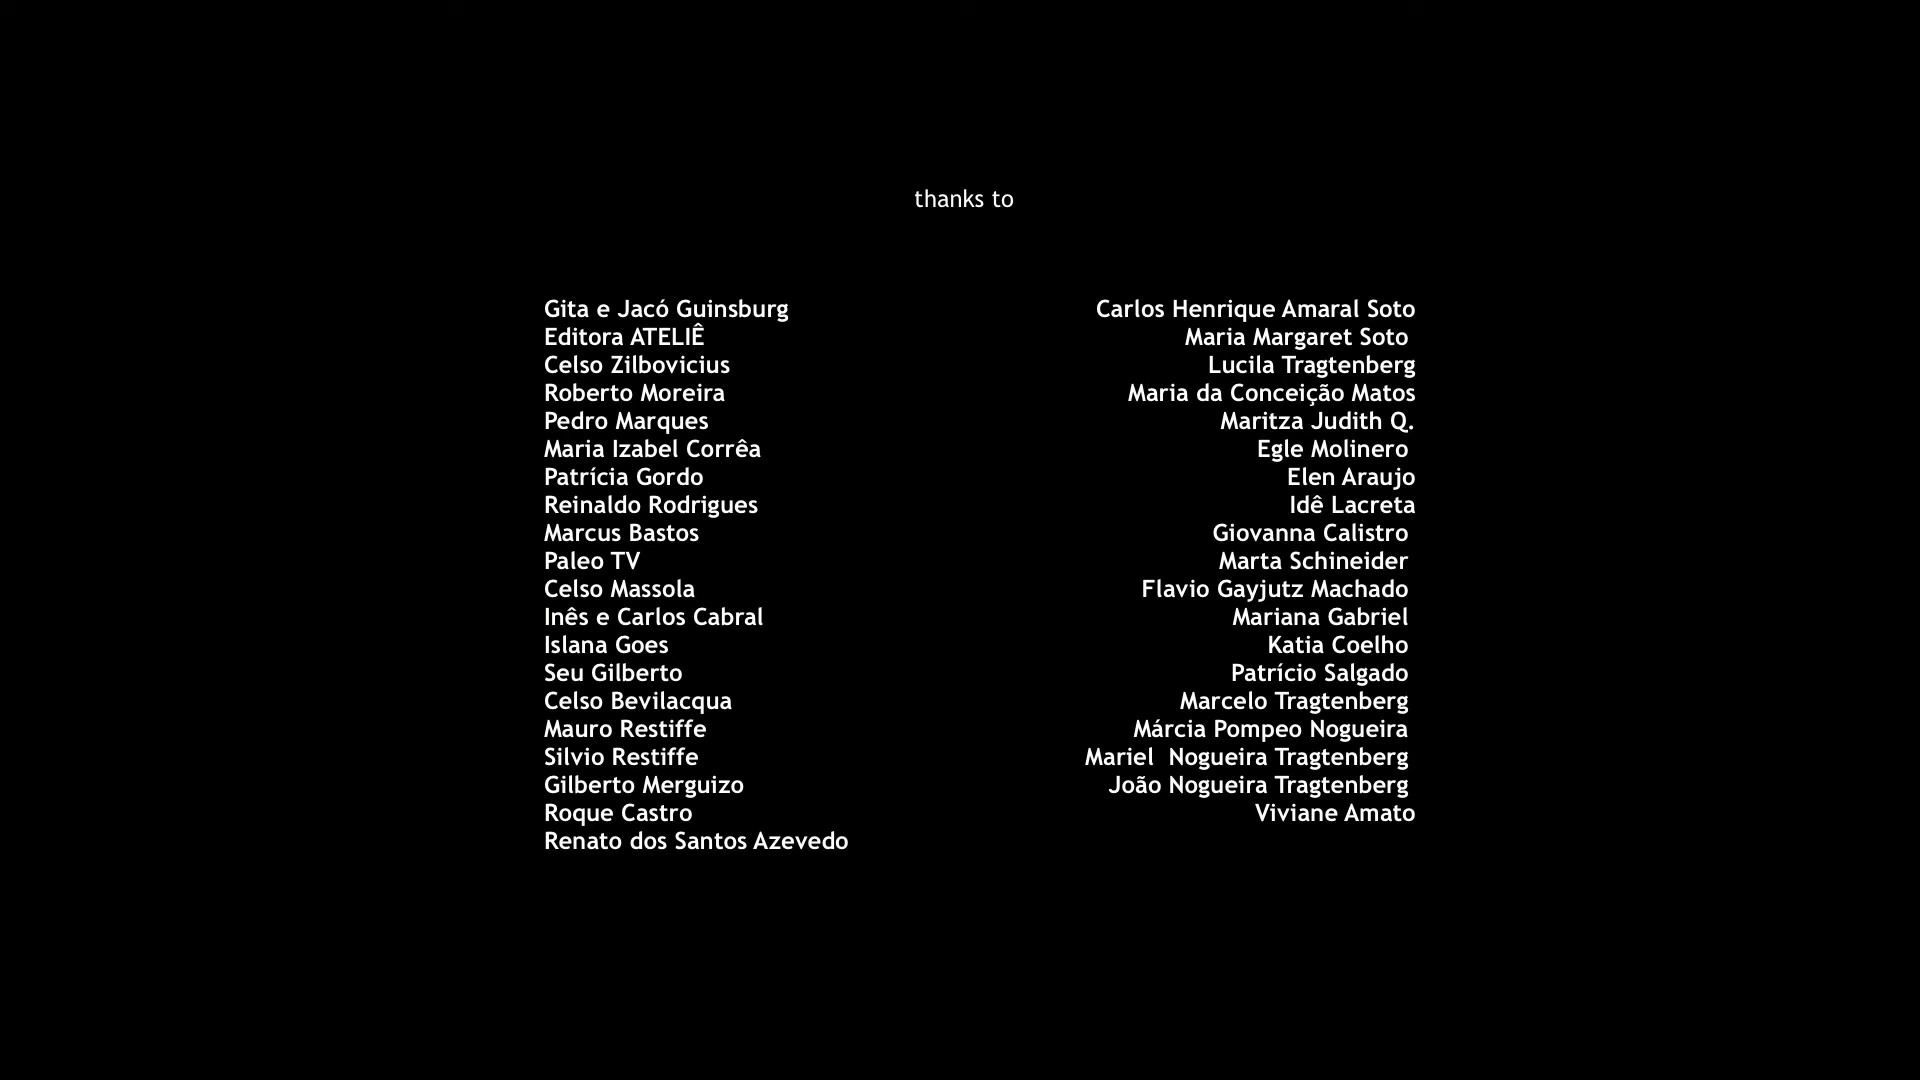 thanks to
Gita e Jacó Guinsburg
Editora ATELIÊ
Celso Zilbovicius
Roberto Moreira
Pedro Marques
Maria Izabel Corrêa
Patrícia Gordo
Reinaldo Rodrigues
Marcus Bastos
Paleo TV
Celso Massola
Inês e Carlos Cabral
Islana Goes
Seu Gilberto
Celso Bevilacqua
Mauro Restiffe
Silvio Restiffe
Gilberto Merguizo
Roque Castro
Renato dos Santos Azevedo
Carlos Henrique Amaral Soto
Maria Margaret Soto
Lucila Tragtenberg
Maria da Conceição Matos
Maritza Judith Q.
Egle Molinero
Elen Araujo
Idê Lacreta
Giovanna Calistro
Marta Schineider
Flavio Gayjutz Machado
Mariana Gabriel
Katia Coelho
Patrício Salgado
Marcelo Tragtenberg
Márcia Pompeo Nogueira
Mariel  Nogueira Tragtenberg
João Nogueira Tragtenberg
Viviane Amato